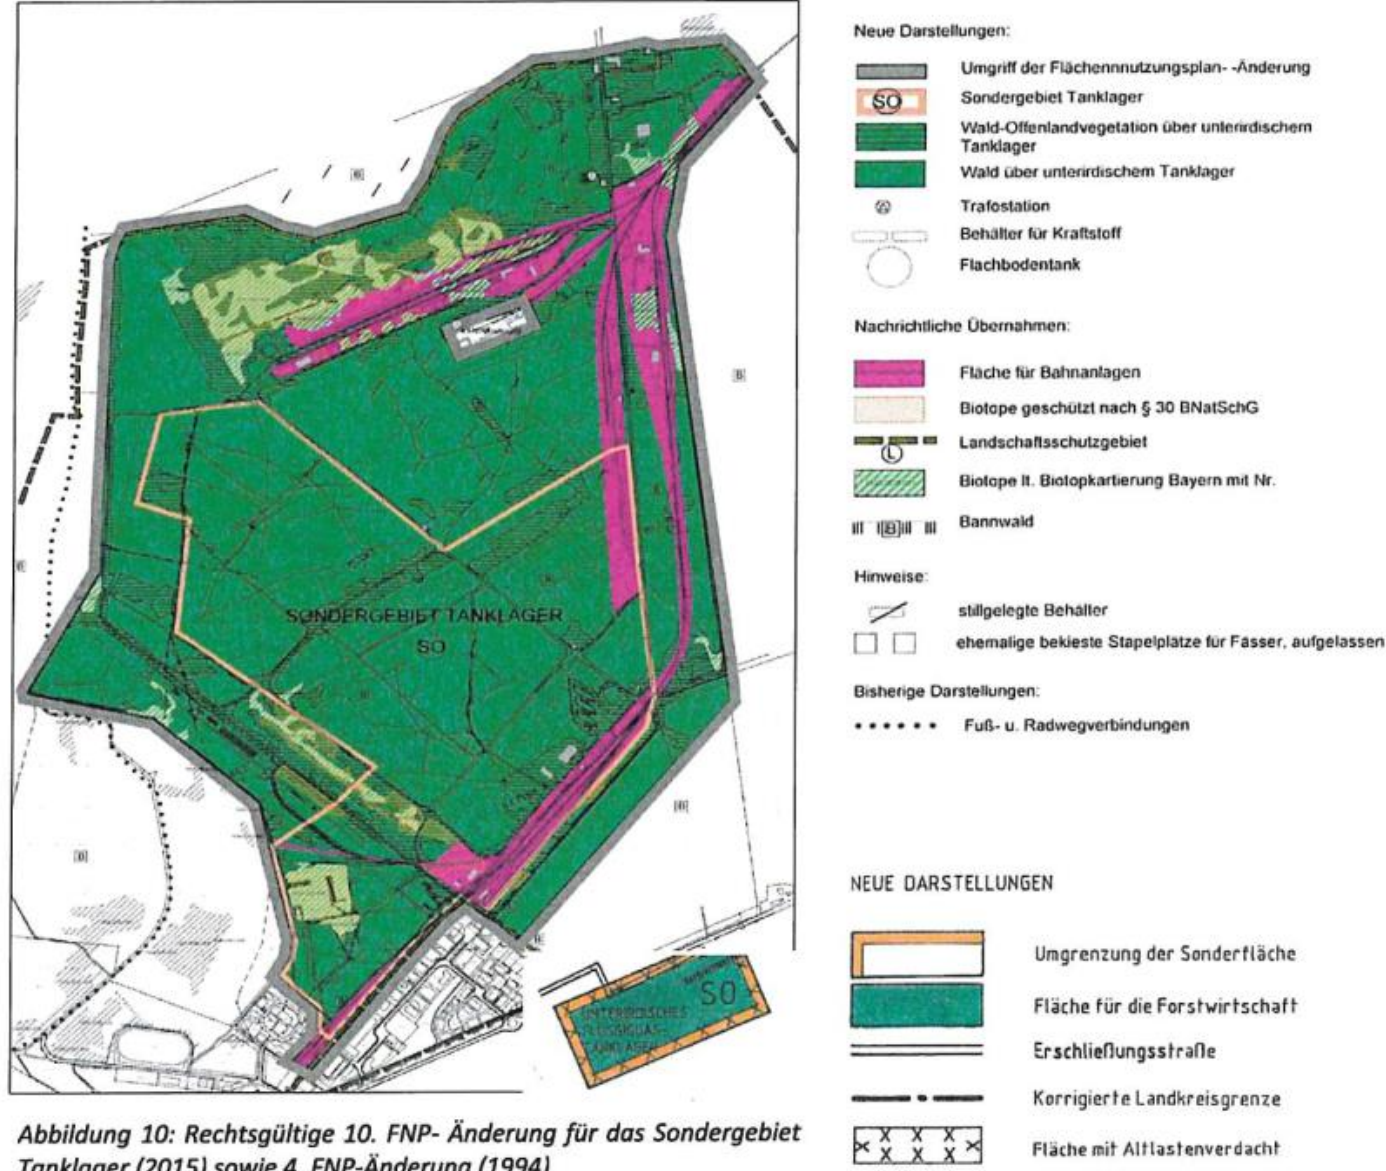 Neue Darstellungen:
Umgriff der Flächennnutzungsplan- -Änderung
SO
Sondergebiet Tanklager
Wald-Offenlandvegetation über unterirdischem
Tanklager
Wald über unterirdischem Tanklager
Trafostation
Behälter für Kraftstoff
Flachbodentank
Nachrichtliche Übernahmen:
Fläche für Bahnanlagen
Biotope geschützt nach § 30 BNatSchG
Landschaftsschutzgebiet
L
Biotope lt. Biotopkartierung Bayern mit Nr.
B
Bannwald
Hinweise:
stillgelegte Behälter
ehemalige bekieste Stapelplätze für Fässer, aufgelassen
Bisherige Darstellungen:
Fuß- u. Radwegverbindungen
SONDERGEBIET TANKLAGER
SO
B
B
B
B
SO
UNTERIRDISCHES
FLÜSSIGGAS-
TANKLAGER
NEUE DARSTELLUNGEN
Umgrenzung der Sonderfläche
Fläche für die Forstwirtschaft
Erschließungsstraße
Korrigierte Landkreisgrenze
Fläche mit Altlastenverdacht
Abbildung 10: Rechtsgültige 10. FNP- Änderung für das Sondergebiet
Tanklager (2015) sowie 4. FNP-Änderung (1994)